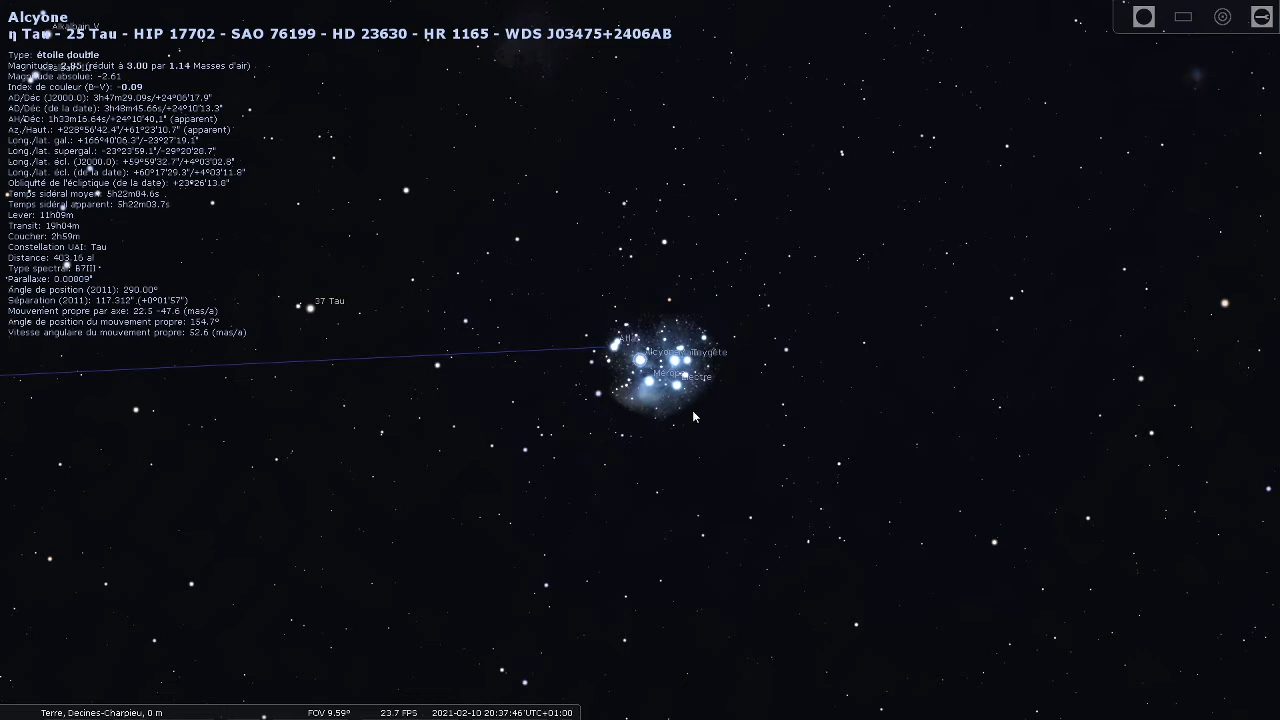 Alcyone
Alkalbain V
η Tau - 25 Tau - HIP 17702 - SAO 76199 - HD 23630 - HR 1165 - WDS J03475+2406AB
Type: étoile double
Magnitude: 2.85 (réduit à 3.00 par 1.14 Masses d'air)
Magnitude absolue: -2.61
Index de couleur (B-V): -0.09
AD/Déc (J2000.0): 3h47m29.09s/+24°06'17.9"
AD/Déc (de la date): 3h48m45.66s/+24°10'13.3"
AH/Déc: 1h33m16.64s/+24°10'40,1" (apparent)
Az./Haut.: +228°56'42.4"/+61°23'10.7" (apparent)
Long./lat. gal.: +166°40'06.3"/-23°27'19.1"
Long./lat. supergal.: -23°23'59.1"/-29°20'28.7"
Long./lat. écl. (J2000.0): +59°59'32.7"/+4°03'02.8"
Long./lat. écl. (de la date): +60°17'29.3"/+4°03'11.8"
Obliquité de l'écliptique (de la date): +23°26'13.8"
Temps sidéral moyen: 5h22m04.6s
Temps sidéral apparent: 5h22m03.7s
Lever: 11h09m
Transit: 19h04m
Coucher: 2h59m
Constellation UAI: Tau
Distance: 403.16 al
Type spectral: B7III
Parallaxe: 0.00809"
Angle de position (2011): 290.00°
Séparation (2011): 117.312" (+0°01'57")
Mouvement propre par axe: 22.5 -47.6 (mas/a)
Angle de position du mouvement propre: 154.7°
Vitesse angulaire du mouvement propre: 52.6 (mas/a)
37 Tau
Atlas
Alcyone Taygète
Mérope Electre
Terre, Decines-Charpieu, 0 m FOV 9.59° 23.7 FPS 2021-02-10 20:37:46 UTC+01:00